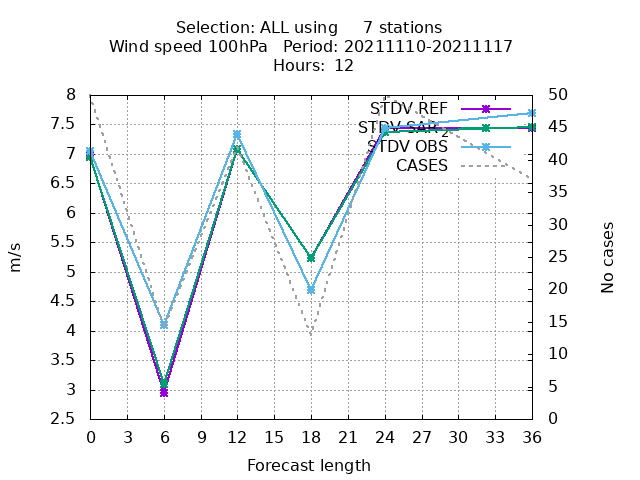 Selection: ALL using 7 stations
Wind speed 100hPa Period: 20211110-20211117
Hours: 12
8
7.5
7
6.5
6
5.5
5
4.5
4
3.5
3
2.5
m/s
50
45
40
35
30
25
20
15
10
5
0
No cases
STDV REF
STDV SAR 2
STDV OBS
CASES
0 3 6 9 12 15 18 21 24 27 30 33 36
Forecast length